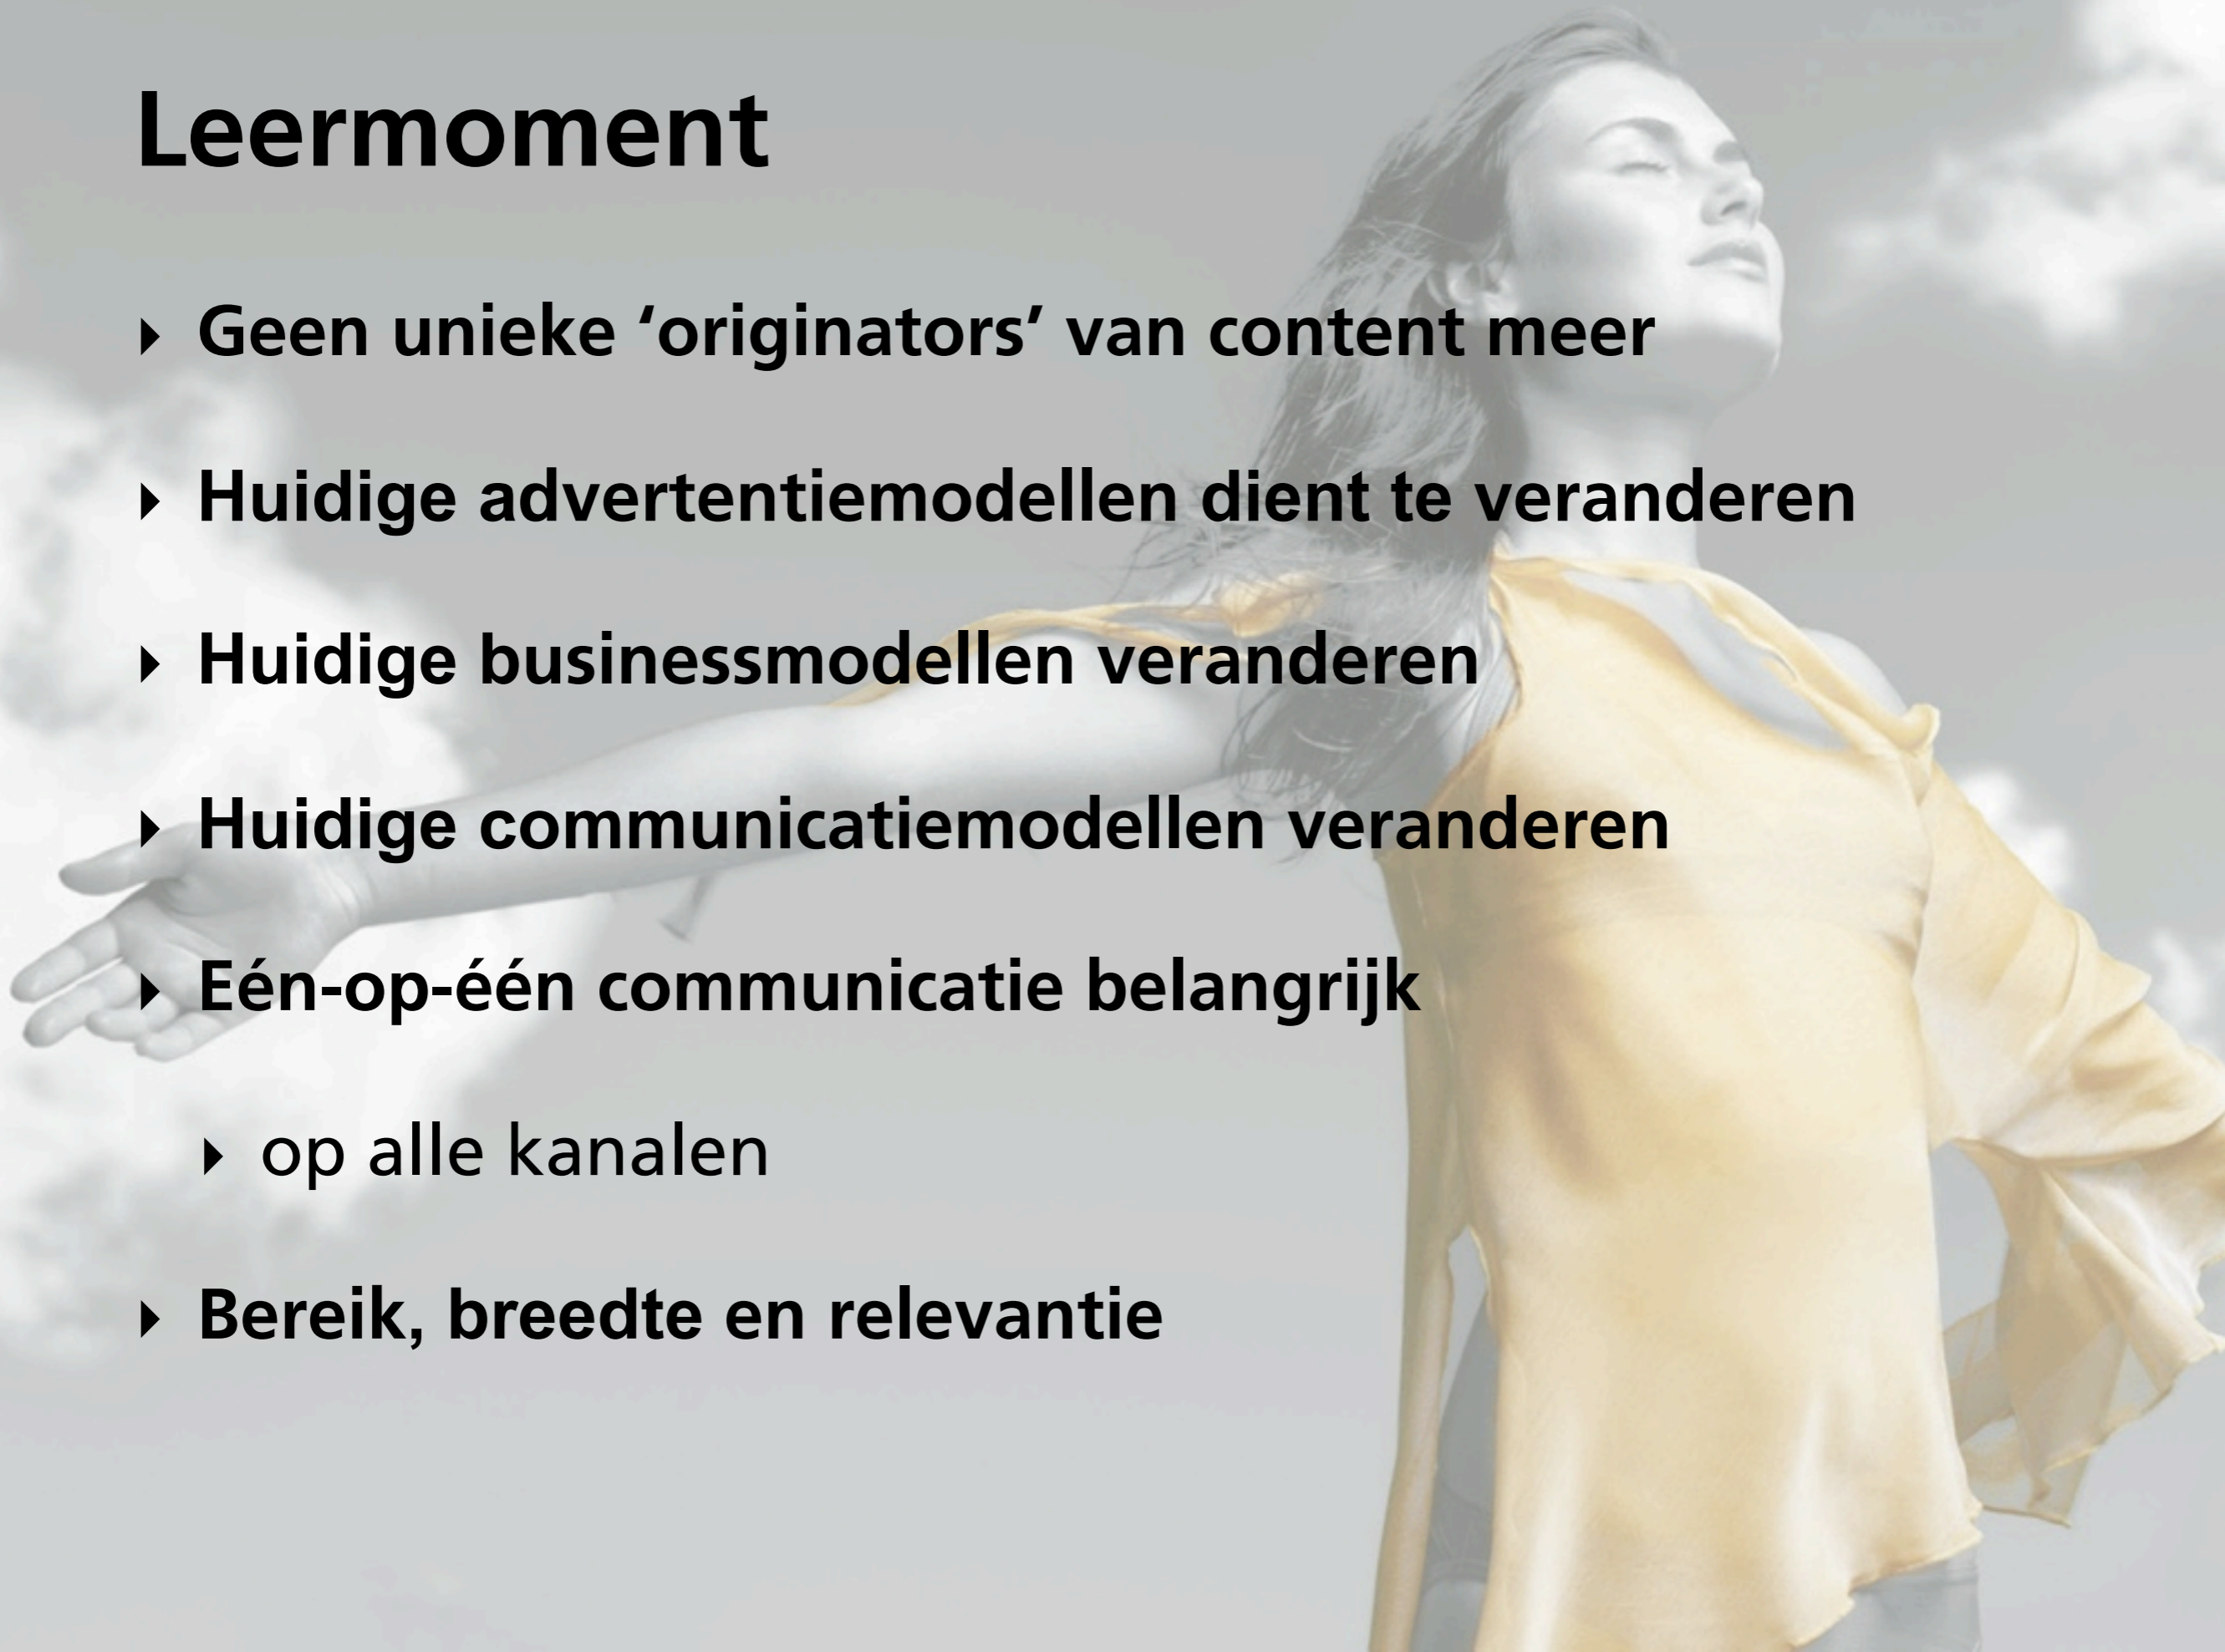 Leermoment
‣ Geen unieke ‘originators’ van content meer
‣ Huidige advertentiemodellen dient te veranderen
‣ Huidige businessmodellen veranderen
‣ Huidige communicatiemodellen veranderen
‣ Eén-op-één communicatie belangrijk
‣ op alle kanalen
‣ Bereik, breedte en relevantie